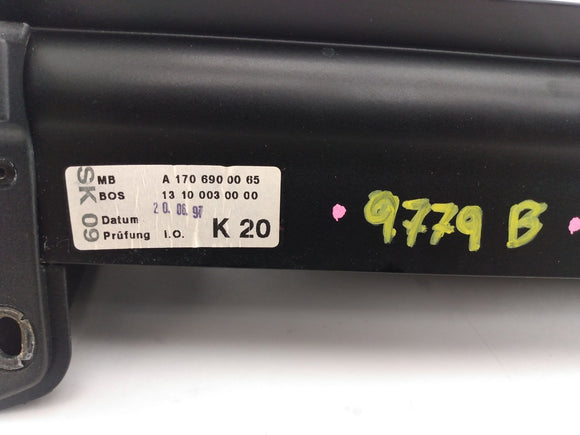 SK 09
MB A 170 690 00 65
BOS 13 10 003 00 00
Datum 20. 06. 97
Prüfung I.O. K 20
9779 B